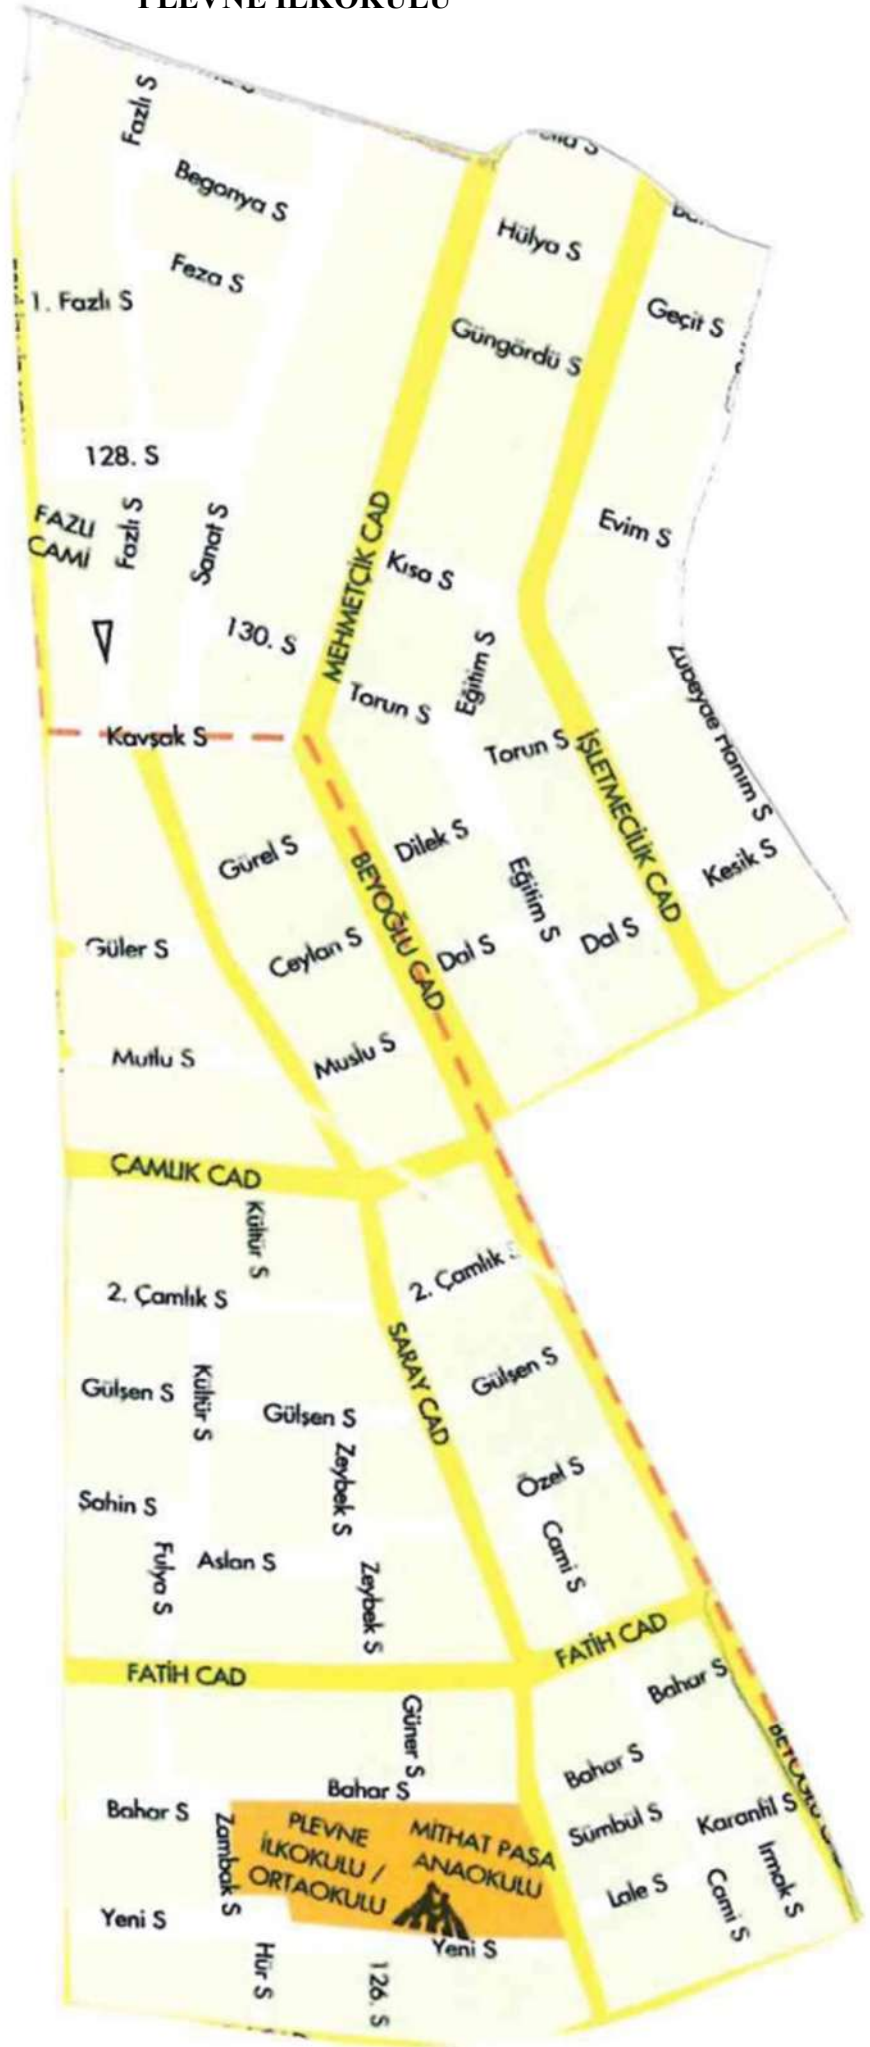 PLEVNE İLKOKULU
Fazlı S
Begonya S
Feza S
1. Fazlı S
Hülya S
Güngördü S
Geçit S
128. S
FAZLI
CAMİ
Fazlı S
Sanat S
130. S
MEHMETÇİK CAD
Kısa S
Evim S
Eğitim S
Torun S
Zübeyde Hanım S
Kavşak S
Torun S
İŞLETMECİLİK CAD
Gürel S
BEYOĞLU CAD
Dilek S
Eğitim S
Kesik S
Güler S
Ceylan S
Dal S
Dal S
Mutlu S
Muslu S
ÇAMLIK CAD
Kültür S
2. Çamlık S
2. Çamlık S
SARAY CAD
Gülşen S
Kültür S
Gülşen S
Gülşen S
Zeybek S
Özel S
Şahin S
Fulya S
Aslan S
Zeybek S
Cami S
FATİH CAD
FATİH CAD
Güner S
Bahar S
Bahar S
BEYOĞLU CAD
Bahar S
Bahar S
Zambak S
PLEVNE
İLKOKULU /
ORTAOKULU
MİTHAT PAŞA
ANAOKULU
Sümbül S
Karanfil S
Lale S
Cami S
Irmak S
Yeni S
Yeni S
Hür S
126. S